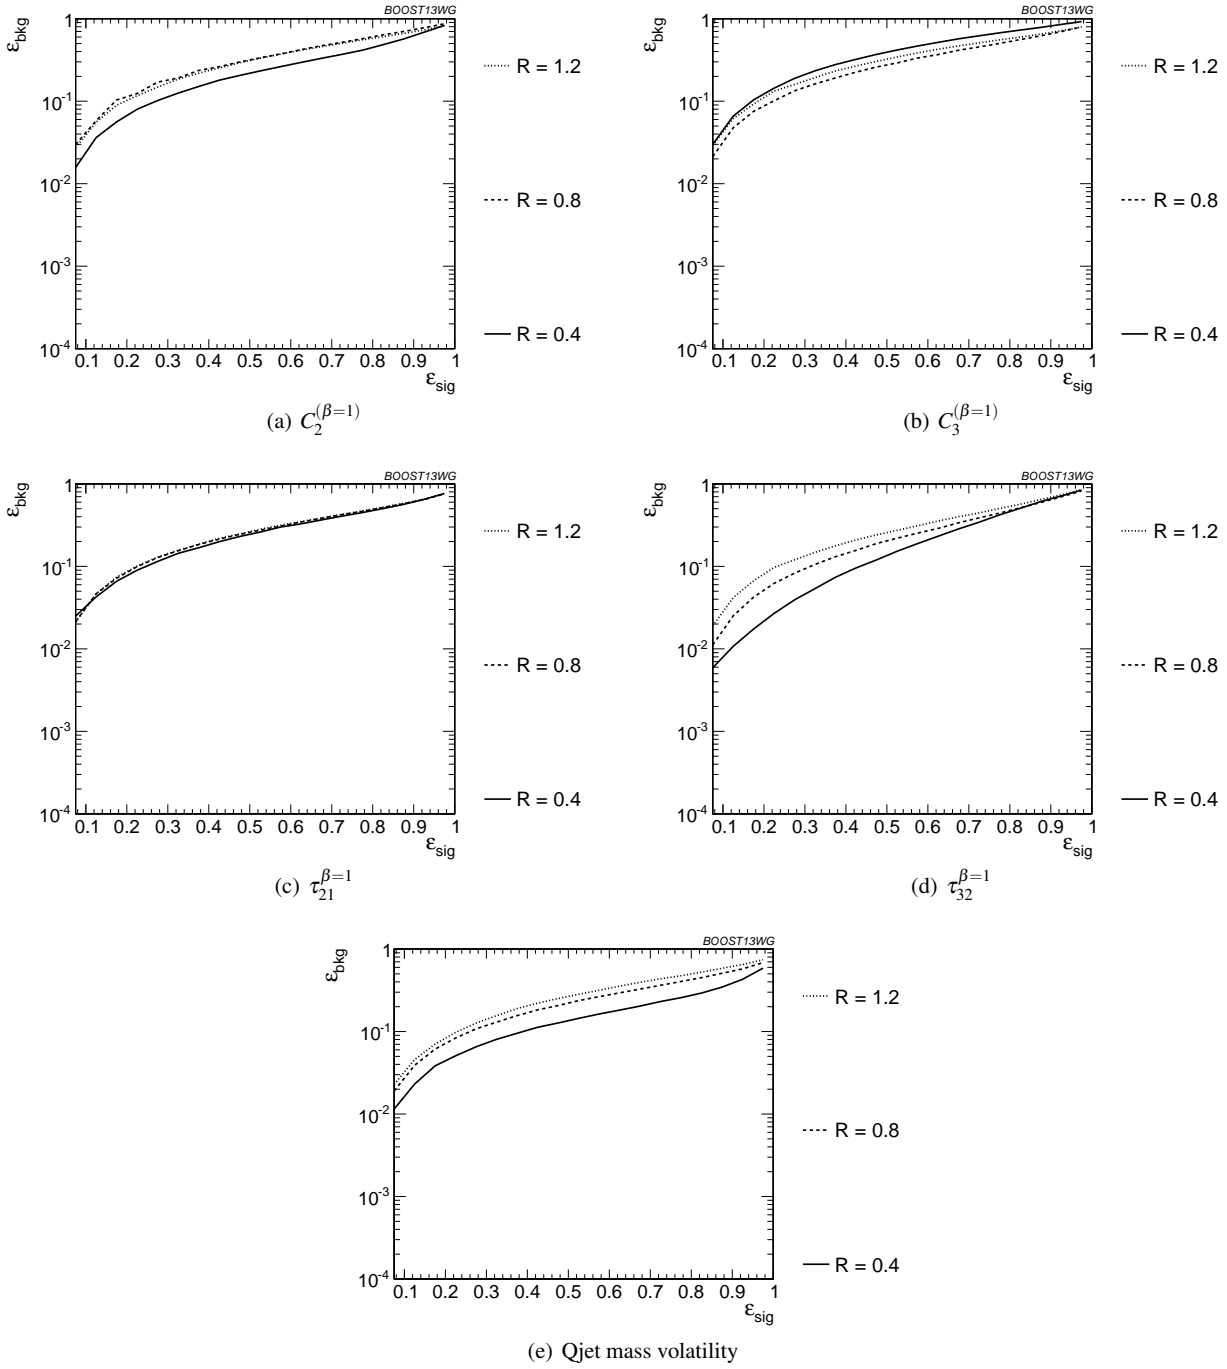 BOOST13WG
ε_bkg
1
10^-1
10^-2
10^-3
10^-4
0.1 0.2 0.3 0.4 0.5 0.6 0.7 0.8 0.9 1
ε_sig
R = 1.2
R = 0.8
R = 0.4
(a) C_2^(β=1)
BOOST13WG
ε_bkg
1
10^-1
10^-2
10^-3
10^-4
0.1 0.2 0.3 0.4 0.5 0.6 0.7 0.8 0.9 1
ε_sig
R = 1.2
R = 0.8
R = 0.4
(b) C_3^(β=1)
BOOST13WG
ε_bkg
1
10^-1
10^-2
10^-3
10^-4
0.1 0.2 0.3 0.4 0.5 0.6 0.7 0.8 0.9 1
ε_sig
R = 1.2
R = 0.8
R = 0.4
(c) τ_21^β=1
BOOST13WG
ε_bkg
1
10^-1
10^-2
10^-3
10^-4
0.1 0.2 0.3 0.4 0.5 0.6 0.7 0.8 0.9 1
ε_sig
R = 1.2
R = 0.8
R = 0.4
(d) τ_32^β=1
BOOST13WG
ε_bkg
1
10^-1
10^-2
10^-3
10^-4
0.1 0.2 0.3 0.4 0.5 0.6 0.7 0.8 0.9 1
ε_sig
R = 1.2
R = 0.8
R = 0.4
(e) Qjet mass volatility